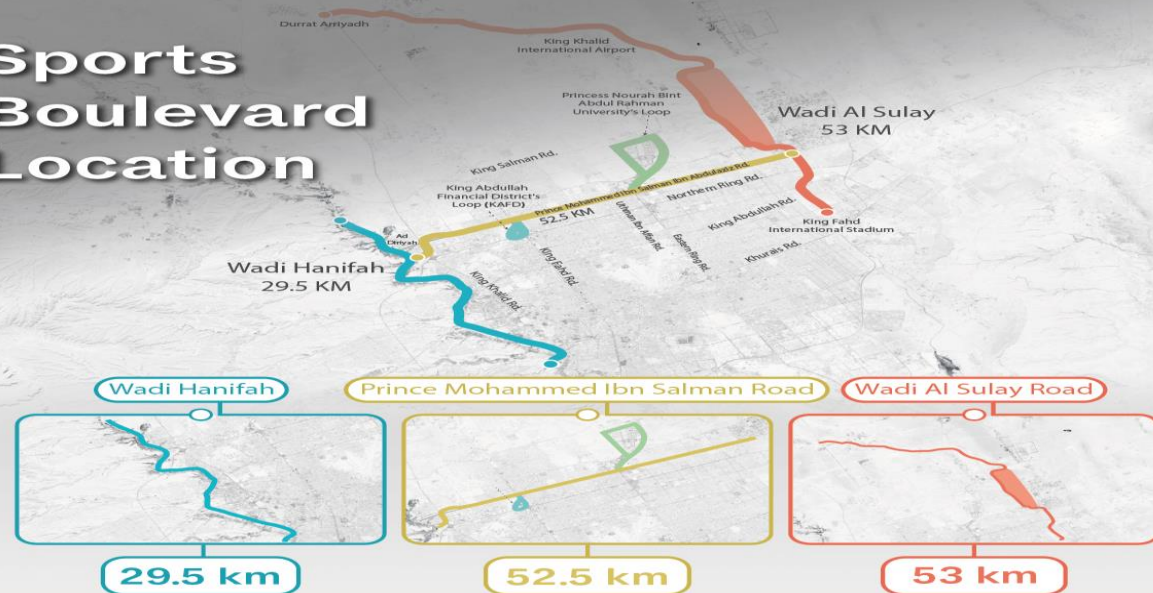 Sports
Boulevard
Location
Durrat Arriyadh
King Khalid
International Airport
Princess Nourah Bint
Abdul Rahman
University's Loop
Wadi Al Sulay
53 KM
King Salman Rd.
King Abdullah
Financial District's
Loop (KAFD)
Prince Mohammed Ibn Salman Ibn Abdulaziz Rd.
52.5 KM
Northern Ring Rd.
King Abdullah Rd.
King Fahd
International Stadium
Uthman Ibn Affan Rd.
Eastern Ring Rd.
Khurais Rd.
Ad
Diriyah
King Fahd Rd.
King Khalid Rd.
Wadi Hanifah
29.5 KM
Wadi Hanifah
Prince Mohammed Ibn Salman Road
Wadi Al Sulay Road
29.5 km
52.5 km
53 km